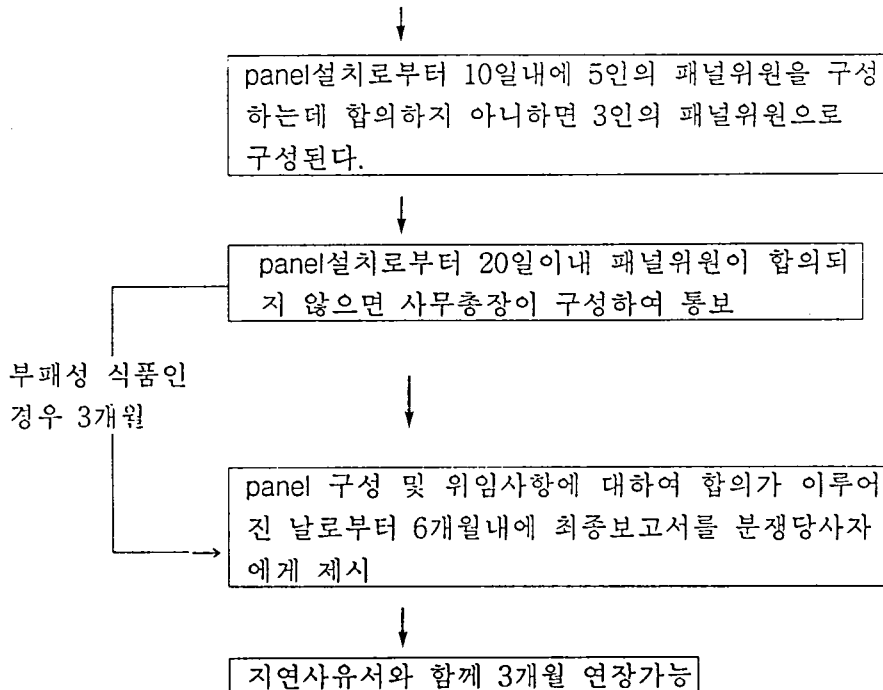 panel설치로부터 10일내에 5인의 패널위원을 구성
하는데 합의하지 아니하면 3인의 패널위원으로
구성된다.
panel설치로부터 20일이내 패널위원이 합의되
지 않으면 사무총장이 구성하여 통보
부패성 식품인
경우 3개월
panel 구성 및 위임사항에 대하여 합의가 이루어
진 날로부터 6개월내에 최종보고서를 분쟁당사자
에게 제시
지연사유서와 함께 3개월 연장가능